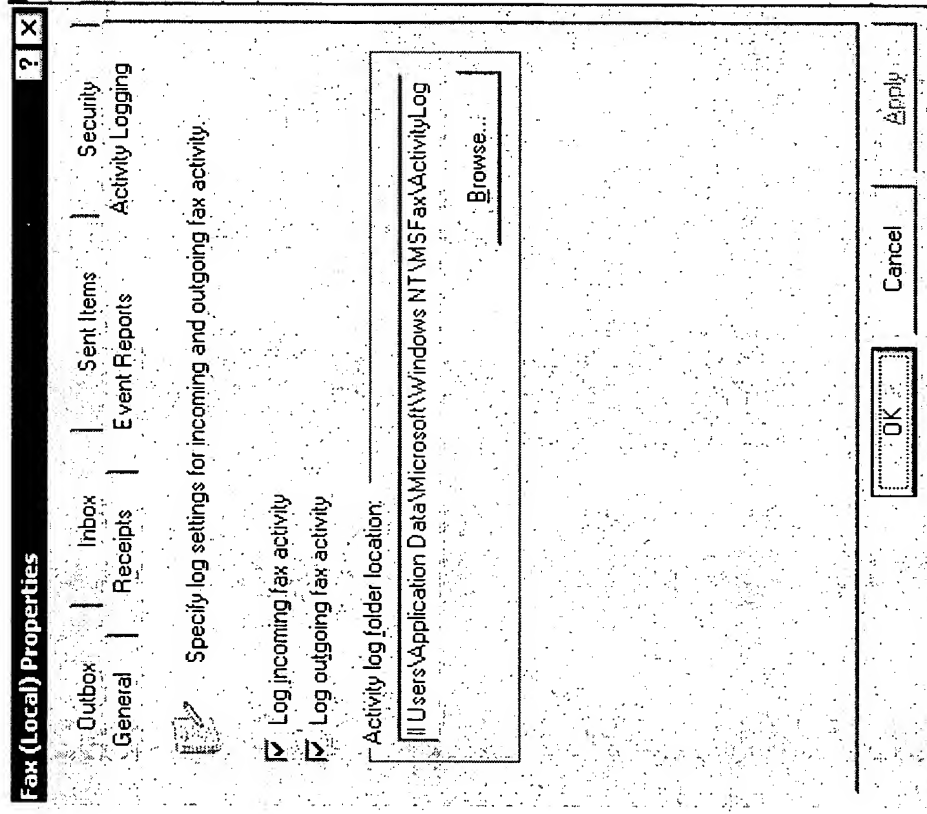 Fax (Local) Properties
Outbox Inbox Sent Items Security
General Receipts Event Reports Activity Logging
Specify log settings for incoming and outgoing fax activity.
Log incoming fax activity
Log outgoing fax activity
Activity log folder location:
ll Users\Application Data\Microsoft\Windows NT\MSFax\ActivityLog
Browse...
OK Cancel Apply